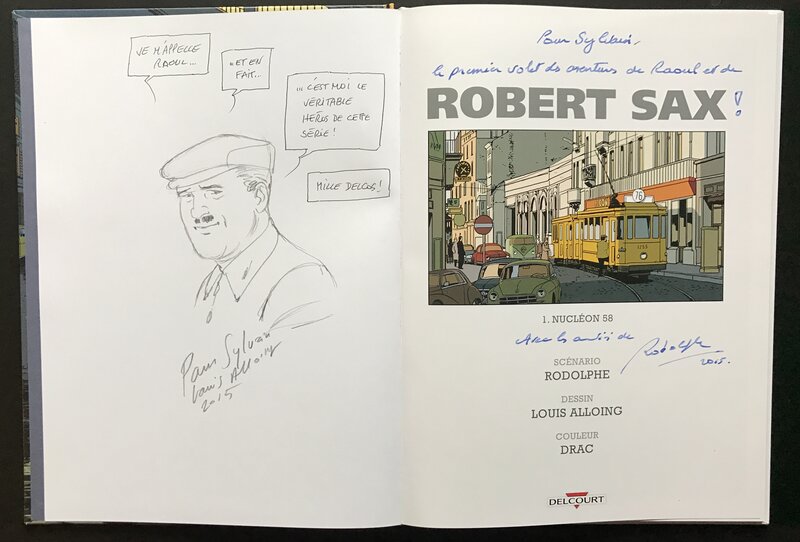 JE M'APPELLE
RAOUL...
..ET EN
FAIT...
...C'EST MOI LE
VÉRITABLE
HEROS DE CETTE
SÉRIE!
MILLE DELCOS!
Pour Sylvain
Louis Alloing
2015
Pour Sylvain,
le premier volet des aventures de Raoul et de
ROBERT SAX !
76
1755
1. NUCLÉON 58
Avec les amitiés de
Rodolphe
2015.
SCÉNARIO
RODOLPHE
DESSIN
LOUIS ALLOING
COULEUR
DRAC
DELCOURT